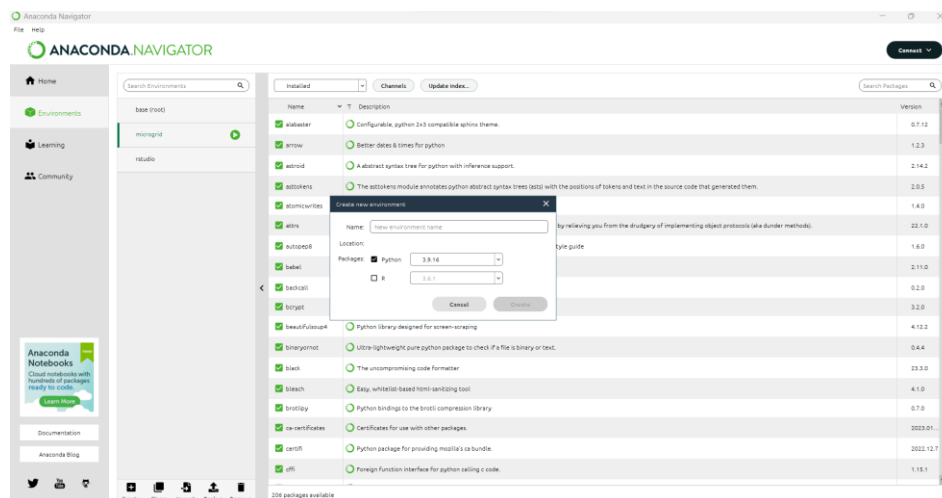 Anaconda Navigator
File Help
ANACONDA.NAVIGATOR
Connect
Home
Environments
Learning
Community
Search Environments
base (root)
microgrid
rstudio
Installed
Channels
Update index...
Search Packages
Name
Description
Version
alabaster Configurable, python 2+3 compatible sphinx theme. 0.7.12
arrow Better dates & times for python 1.2.3
astroid A abstract syntax tree for python with inference support. 2.14.2
asttokens The asttokens module annotates python abstract syntax trees (asts) with the positions of tokens and text in the source code that generated them. 2.0.5
atomicwrites 1.4.0
attrs by relieving you from the drudgery of implementing object protocols (aka dunder methods). 22.1.0
autopep8 tyle guide 1.6.0
babel 2.11.0
backcall 0.2.0
bcrypt 3.2.0
beautifulsoup4 Python library designed for screen-scraping 4.12.2
binaryornot Ultra-lightweight pure python package to check if a file is binary or text. 0.4.4
black The uncompromising code formatter 23.3.0
bleach Easy, whitelist-based html-sanitizing tool 4.1.0
brotlipy Python bindings to the brotli compression library 0.7.0
ca-certificates Certificates for use with other packages. 2023.01...
certifi Python package for providing mozilla's ca bundle. 2022.12.7
cffi Foreign function interface for python calling c code. 1.15.1
206 packages available
Create new environment
Name: New environment name
Location:
Packages: Python 3.9.16
R 3.6.1
Cancel
Create
Anaconda
Notebooks
Cloud notebooks with
hundreds of packages
ready to code.
Learn More
Documentation
Anaconda Blog